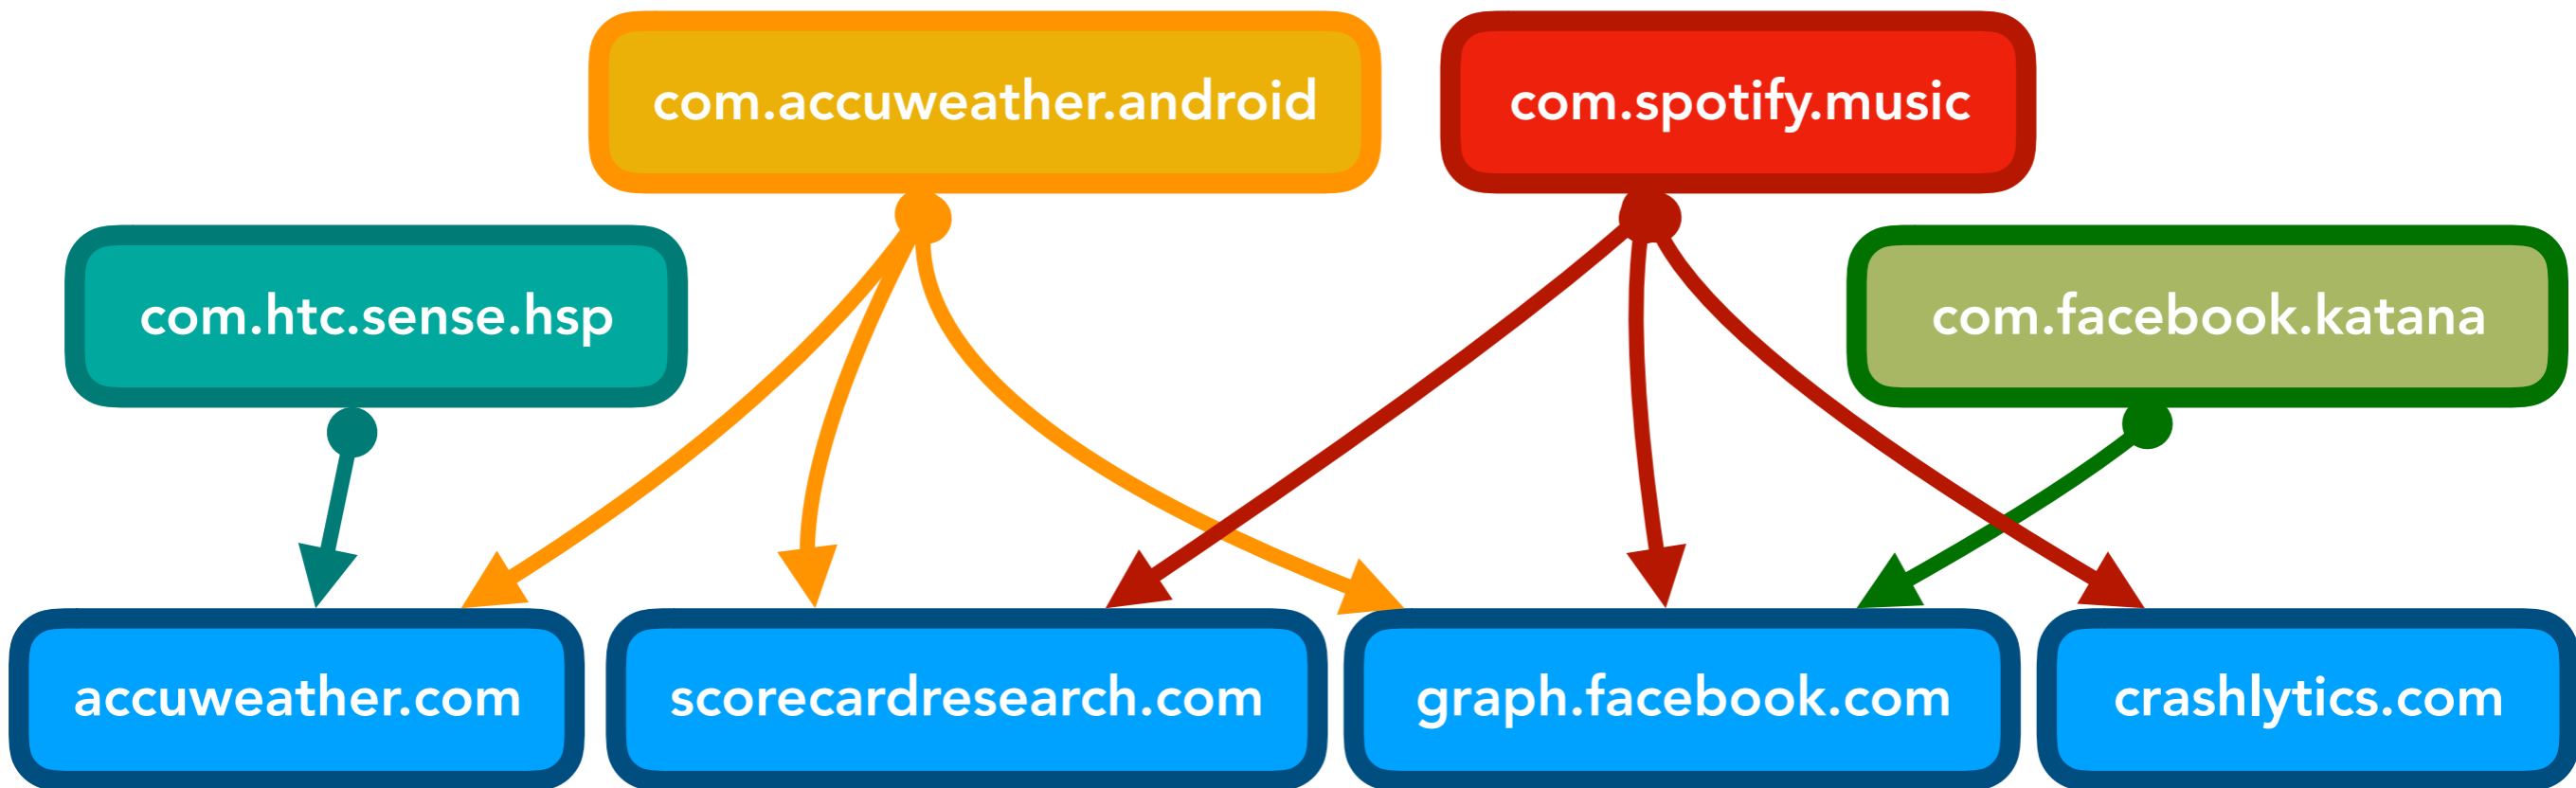 com.accuweather.android
com.spotify.music
com.htc.sense.hsp
com.facebook.katana
accuweather.com
scorecardresearch.com
graph.facebook.com
crashlytics.com